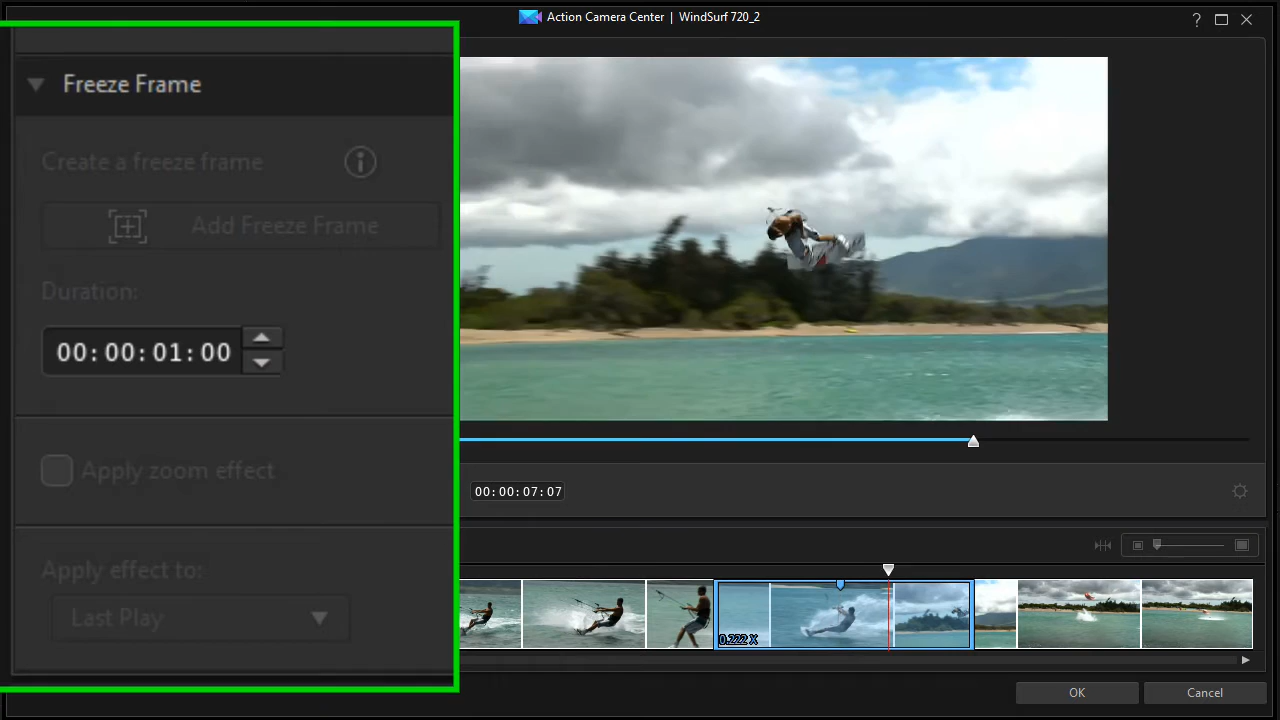 Action Camera Center | WindSurf 720_2
?
Freeze Frame
Create a freeze frame
Add Freeze Frame
Duration:
00:00:01:00
Apply zoom effect
Apply effect to:
Last Play
00:00:07:07
0.222 X
OK
Cancel